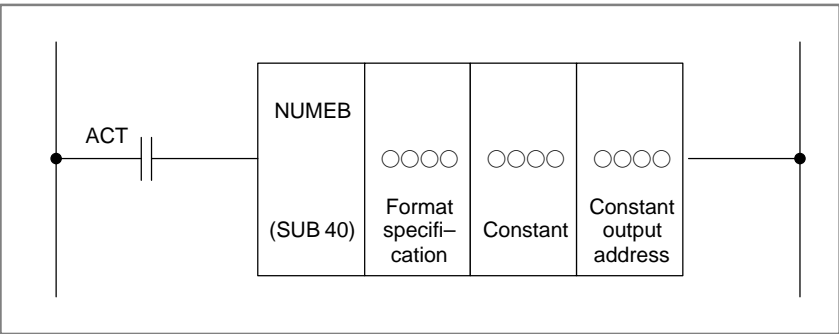 ACT
NUMEB
(SUB 40)
○○○○
Format
specifi–
cation
○○○○
Constant
○○○○
Constant
output
address